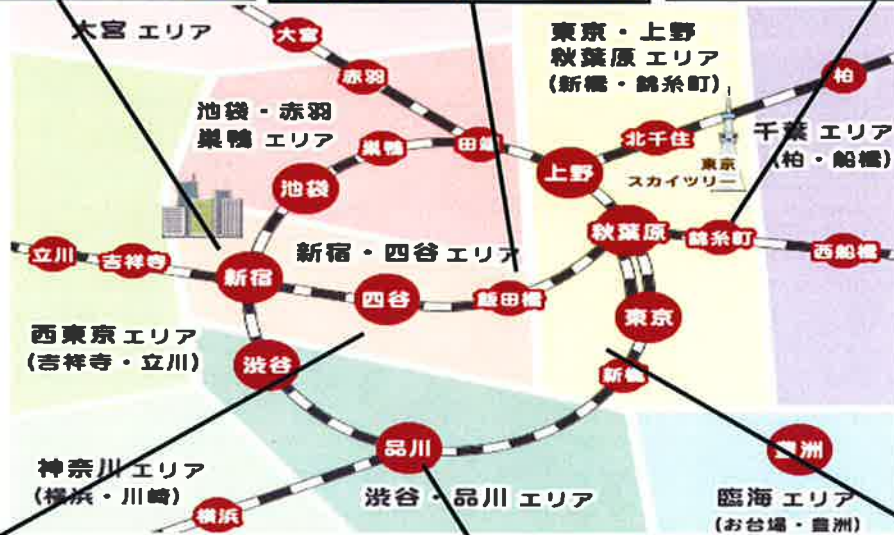 大宮 エリア
大宮
赤羽
東京・上野
秋葉原 エリア
(新橋・錦糸町)
柏
池袋・赤羽
巣鴨 エリア
巣鴨
田端
北千住
千葉 エリア
(柏・船橋)
東京
スカイツリー
池袋
上野
秋葉原
錦糸町
西船橋
立川
吉祥寺
新宿・四谷 エリア
新宿
四谷
飯田橋
東京
西東京 エリア
(吉祥寺・立川)
渋谷
新橋
品川
豊洲
神奈川 エリア
(横浜・川崎)
横浜
渋谷・品川 エリア
臨海 エリア
(お台場・豊洲)